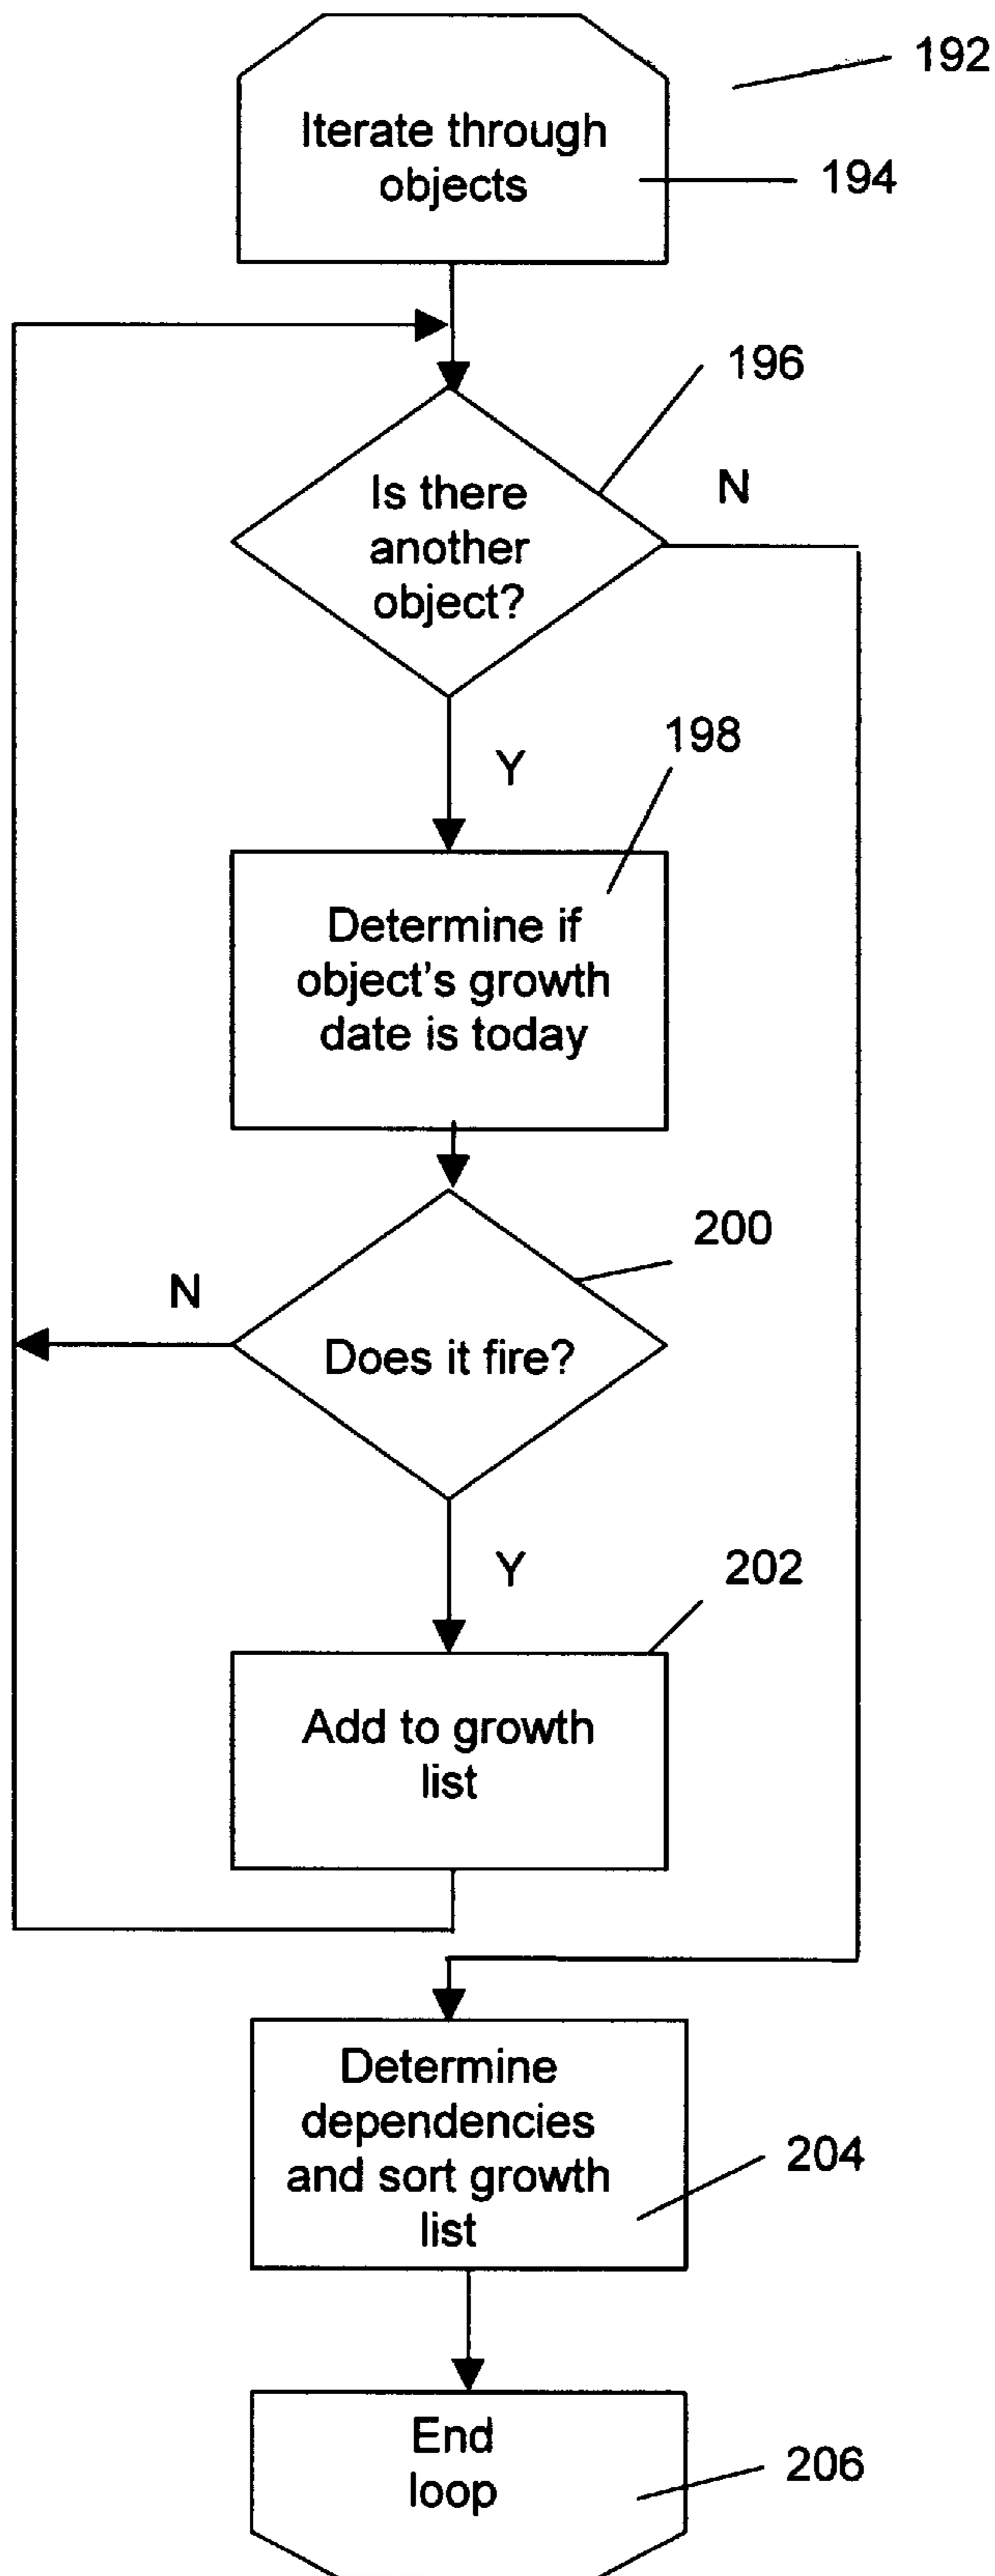 192
Iterate through
objects
194
196
N
Is there
another
object?
198
Y
Determine if
object's growth
date is today
200
N
Does it fire?
202
Y
Add to growth
list
Determine
dependencies
and sort growth
list
204
End
loop
206